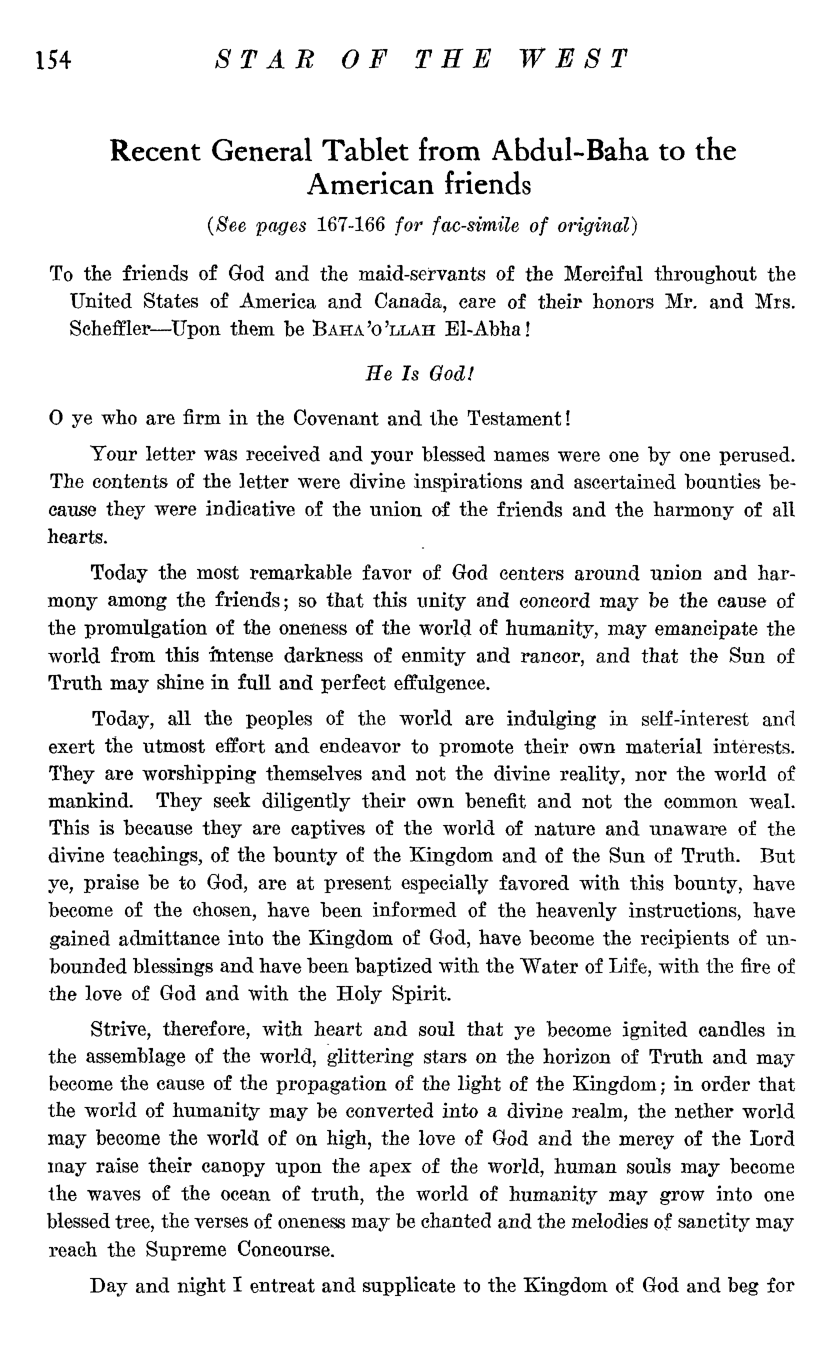 154 STAR OF THE WEST
Recent General Tablet from Abdul-Baha to the
American friends
(See pages 167-166 for fac-simile of original)
To the friends of God and the maid-servants of the Merciful throughout the
United States of America and Canada, care of their honors Mr. and Mrs.
Scheffler—Upon them be BAHA'O'LLAH El-Abha!
He Is God!
O ye who are firm in the Covenant and the Testament!
Your letter was received and your blessed names were one by one perused.
The contents of the letter were divine inspirations and ascertained bounties be-
cause they were indicative of the union of the friends and the harmony of all
hearts.
Today the most remarkable favor of God centers around union and har-
mony among the friends; so that this unity and concord may be the cause of
the promulgation of the oneness of the world of humanity, may emancipate the
world from this intense darkness of enmity and rancor, and that the Sun of
Truth may shine in full and perfect effulgence.
Today, all the peoples of the world are indulging in self-interest and
exert the utmost effort and endeavor to promote their own material interests.
They are worshipping themselves and not the divine reality, nor the world of
mankind. They seek diligently their own benefit and not the common weal.
This is because they are captives of the world of nature and unaware of the
divine teachings, of the bounty of the Kingdom and of the Sun of Truth. But
ye, praise be to God, are at present especially favored with this bounty, have
become of the chosen, have been informed of the heavenly instructions, have
gained admittance into the Kingdom of God, have become the recipients of un-
bounded blessings and have been baptized with the Water of Life, with the fire of
the love of God and with the Holy Spirit.
Strive, therefore, with heart and soul that ye become ignited candles in
the assemblage of the world, glittering stars on the horizon of Truth and may
become the cause of the propagation of the light of the Kingdom; in order that
the world of humanity may be converted into a divine realm, the nether world
may become the world of on high, the love of God and the mercy of the Lord
may raise their canopy upon the apex of the world, human souls may become
the waves of the ocean of truth, the world of humanity may grow into one
blessed tree, the verses of oneness may be chanted and the melodies of sanctity may
reach the Supreme Concourse.
Day and night I entreat and supplicate to the Kingdom of God and beg for